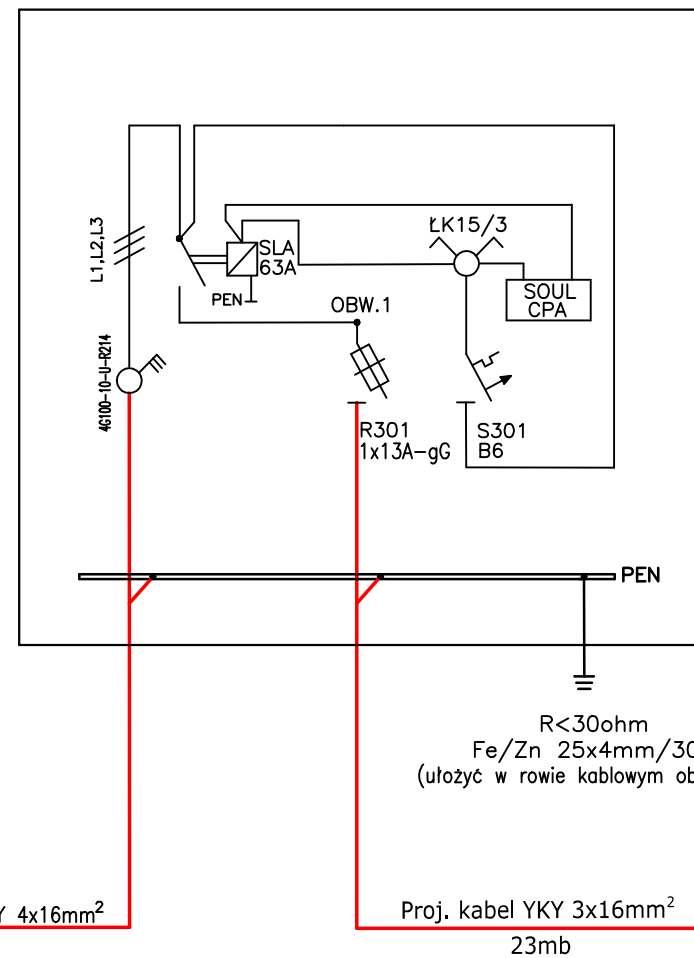 L1,L2,L3
SLA
63A
PEN
ŁK15/3
SOUL
CPA
OBW.1
4G100-10-U-R214
R301
1x13A-gG
S301
B6
PEN
R<30ohm
Fe/Zn 25x4mm/30
(ułożyć w rowie kablowym ob
Y 4x16mm²
Proj. kabel YKY 3x16mm²
23mb